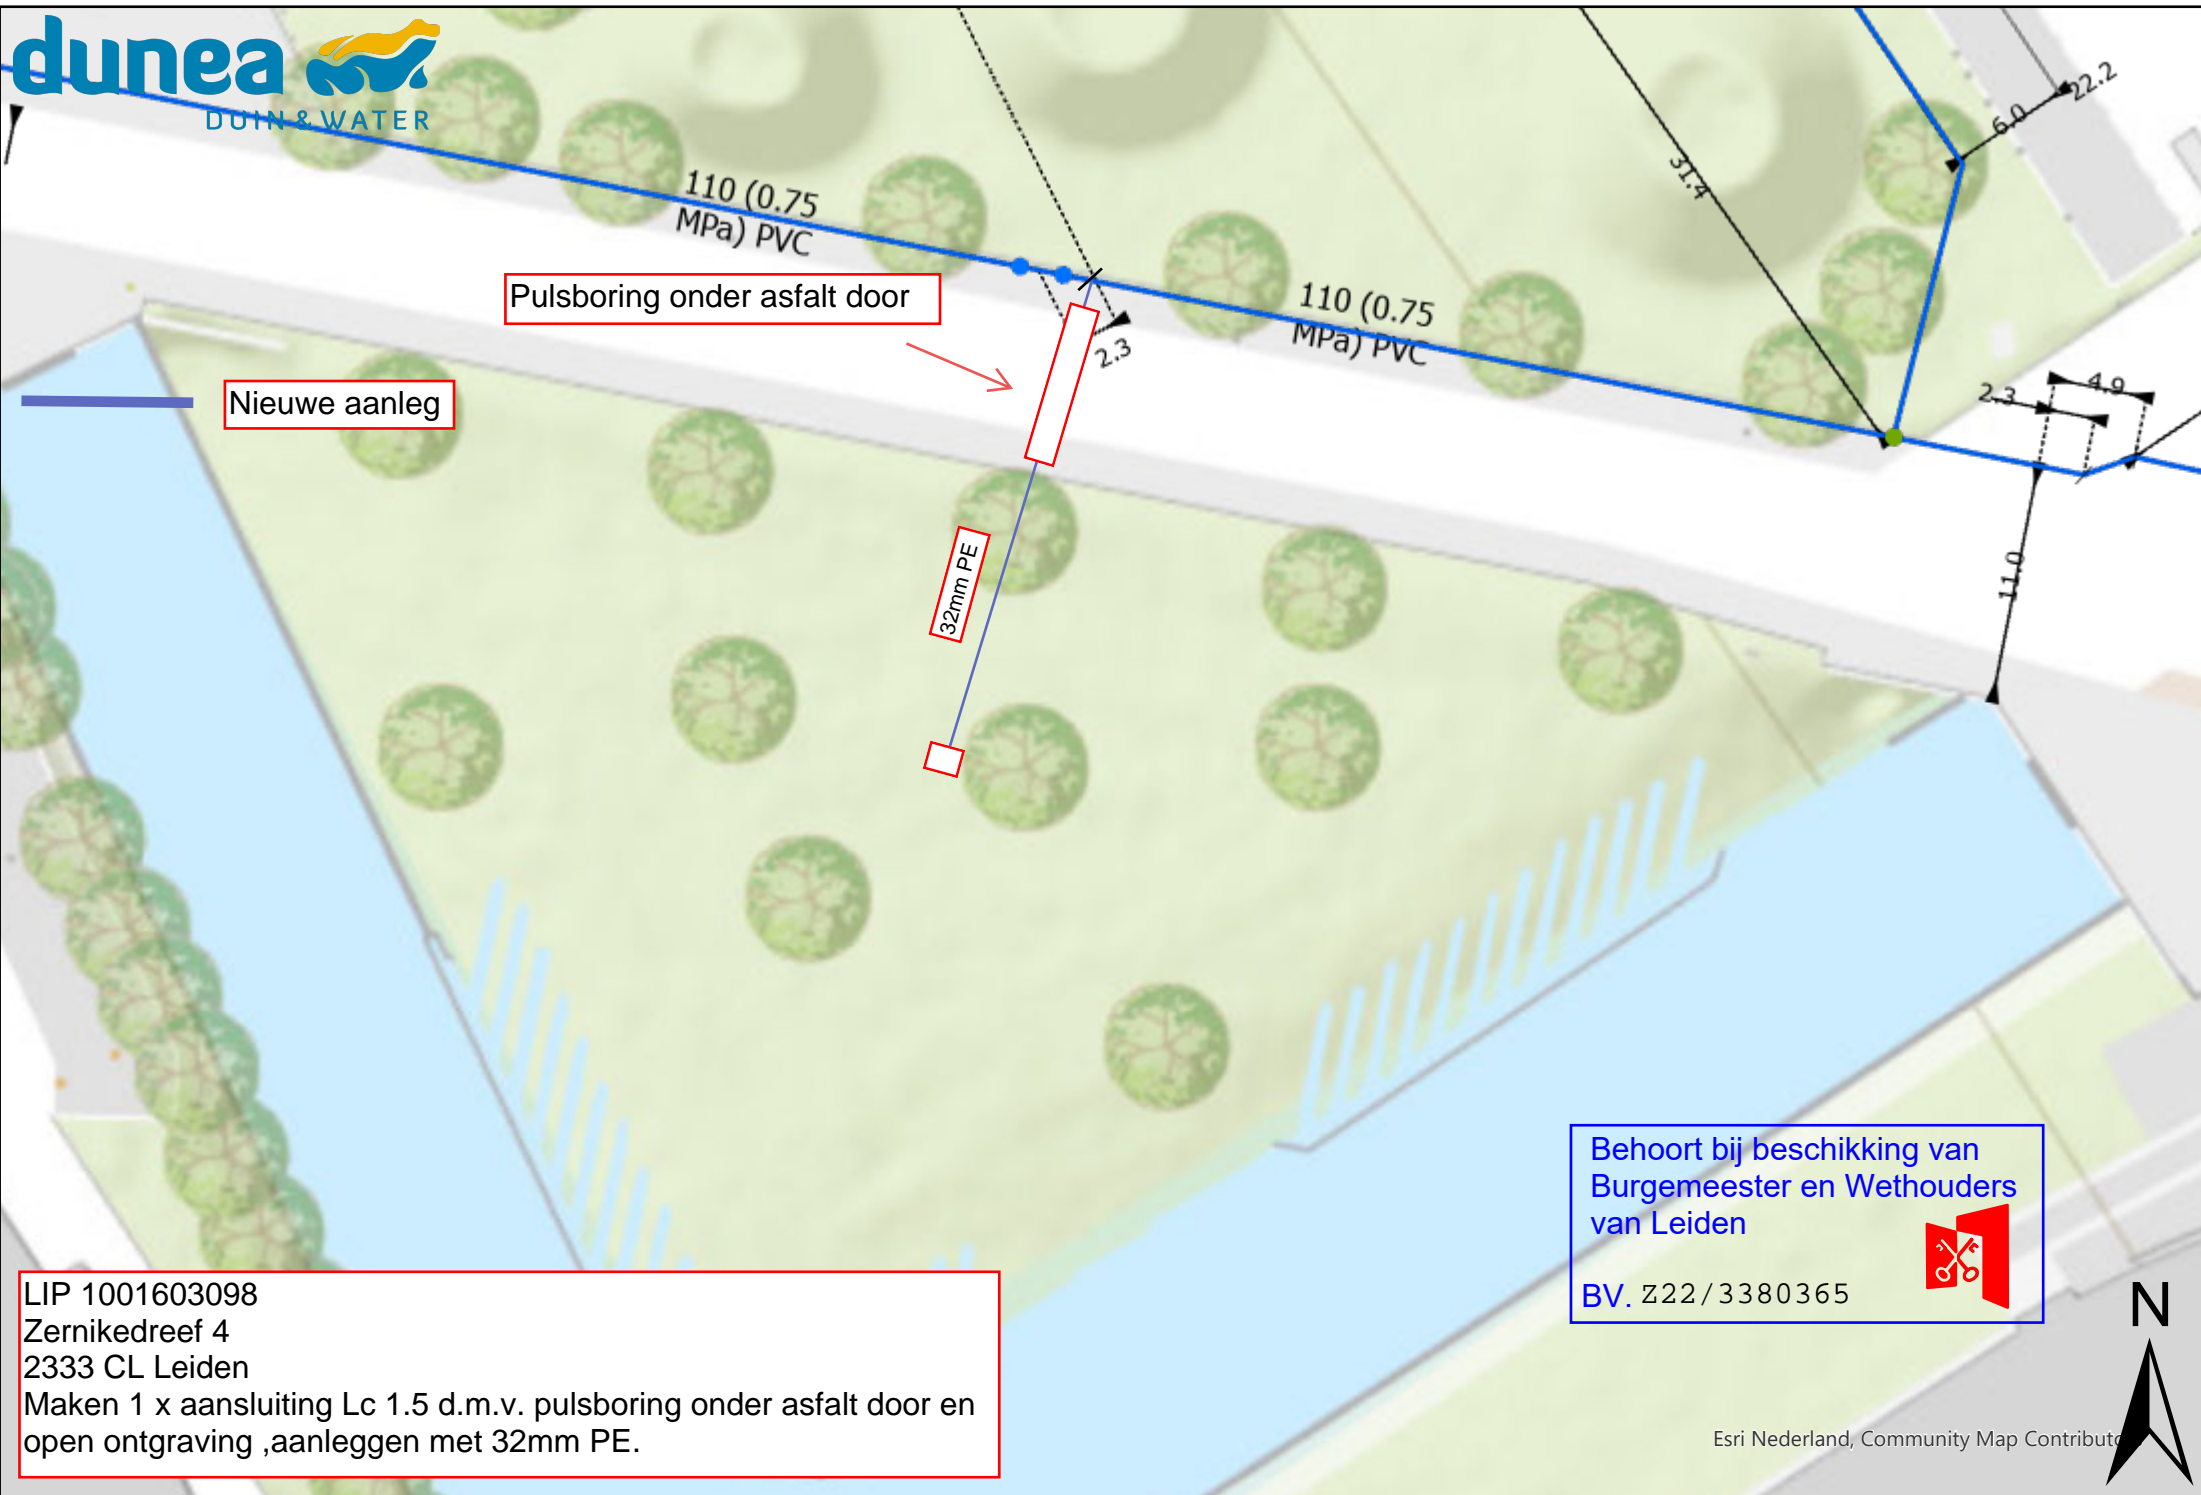 dunea
DUIN & WATER
22.2
6.0
31.4
110 (0.75
MPa) PVC
Pulsboring onder asfalt door
110 (0.75
MPa) PVC
2.3
Nieuwe aanleg
4.9
2.3
32mm PE
11.0
Behoort bij beschikking van
Burgemeester en Wethouders
van Leiden
BV. Z22/3380365
LIP 1001603098
Zernikedreef 4
2333 CL Leiden
Maken 1 x aansluiting Lc 1.5 d.m.v. pulsboring onder asfalt door en
open ontgraving ,aanleggen met 32mm PE.
N
Esri Nederland, Community Map Contributo